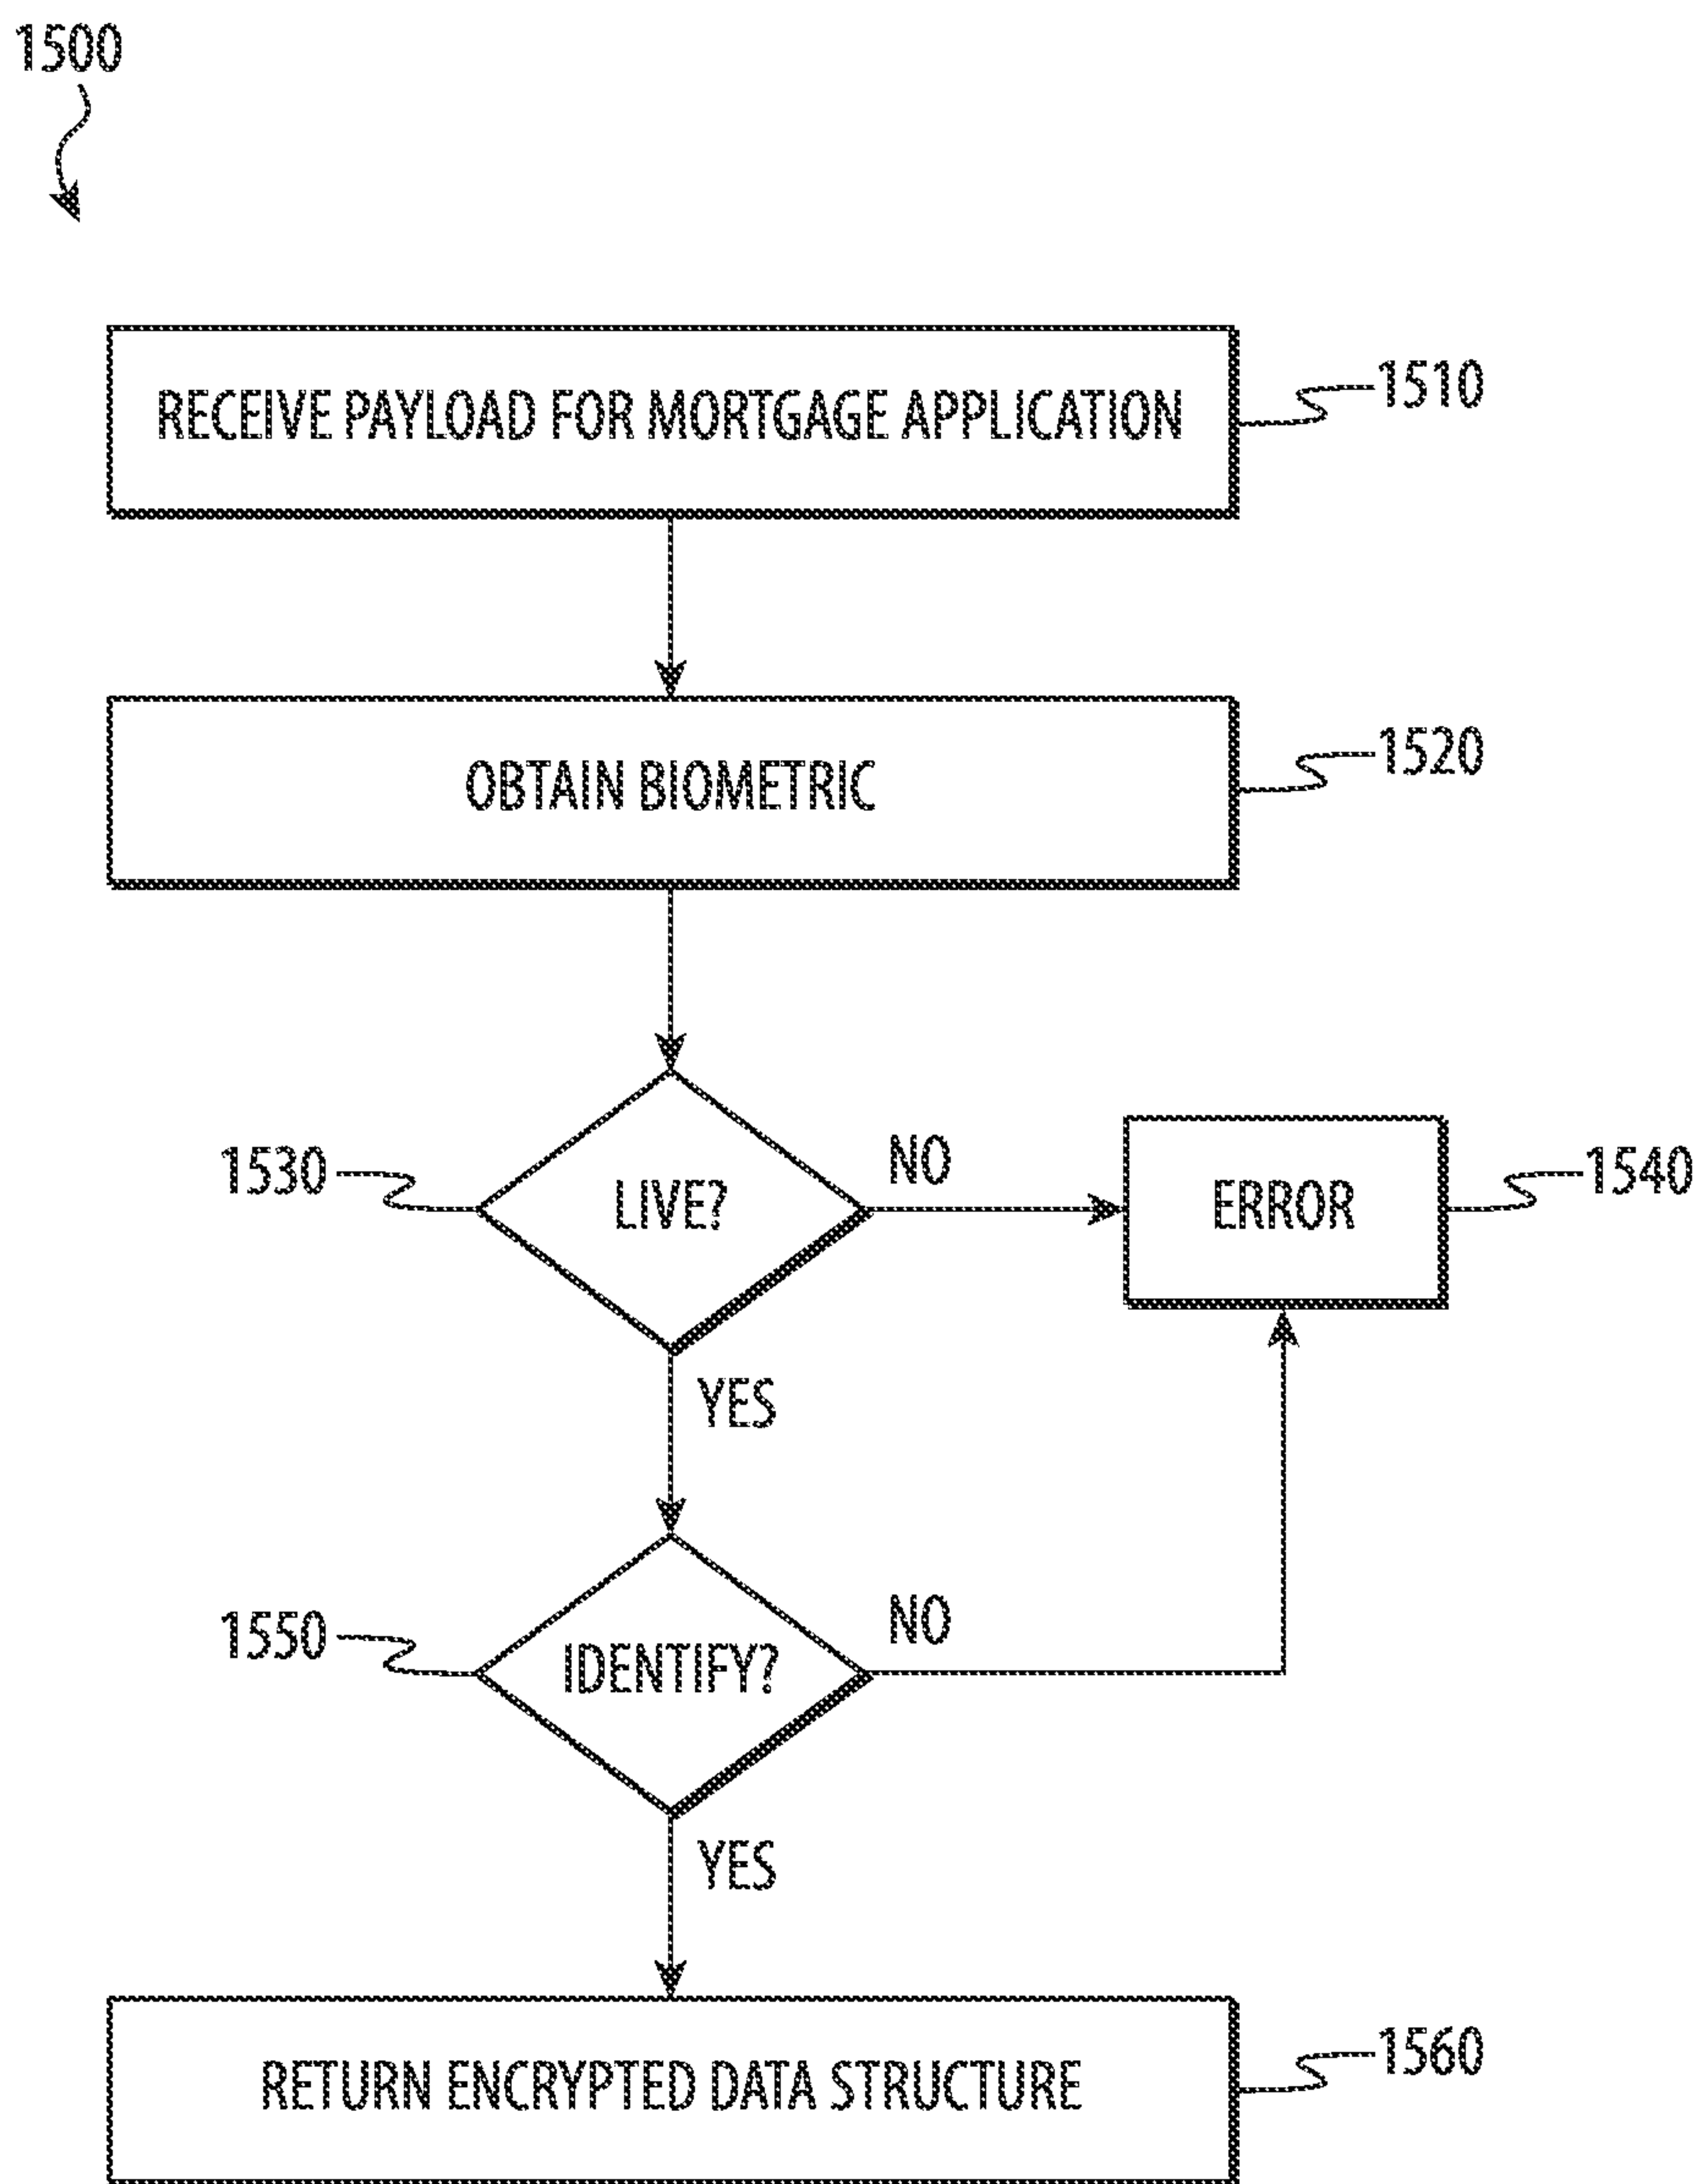 1500
RECEIVE PAYLOAD FOR MORTGAGE APPLICATION
1510
OBTAIN BIOMETRIC
1520
1530
LIVE?
NO
ERROR
1540
YES
1550
IDENTIFY?
NO
YES
RETURN ENCRYPTED DATA STRUCTURE
1560